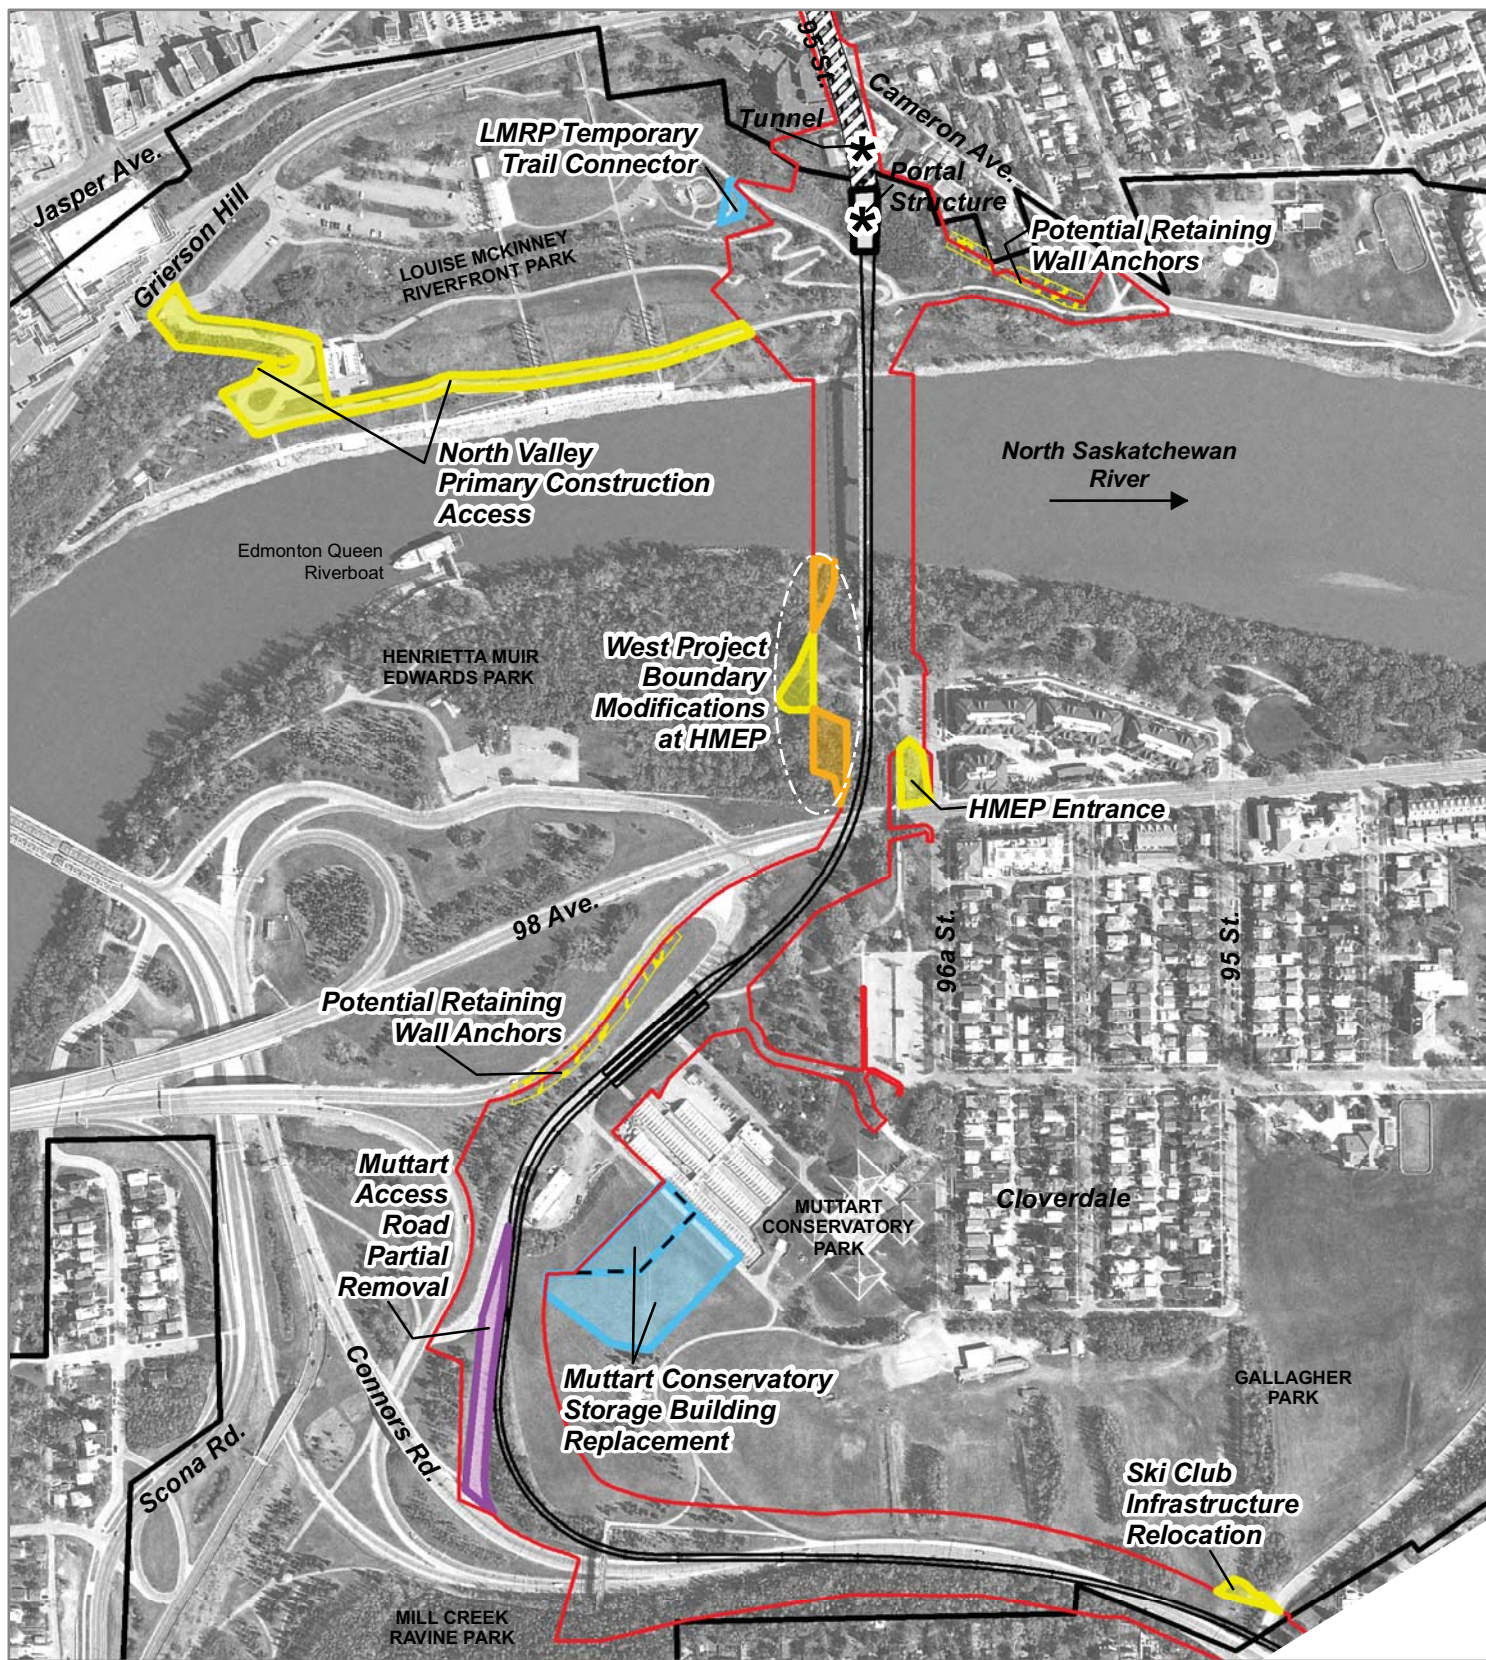 95 St.
Cameron Ave.
Tunnel
LMRP Temporary
Trail Connector
Portal
Structure
Jasper Ave.
Grierson Hill
LOUISE MCKINNEY
RIVERFRONT PARK
Potential Retaining
Wall Anchors
North Valley
Primary Construction
Access
North Saskatchewan
River
Edmonton Queen
Riverboat
HENRIETTA MUIR
EDWARDS PARK
West Project
Boundary
Modifications
at HMEP
HMEP Entrance
98 Ave.
96a St.
95 St.
Potential Retaining
Wall Anchors
Muttart
Access
Road
Partial
Removal
MUTTART
CONSERVATORY
PARK
Cloverdale
Connors Rd.
Scona Rd.
Muttart Conservatory
Storage Building
Replacement
GALLAGHER
PARK
Ski Club
Infrastructure
Relocation
MILL CREEK
RAVINE PARK